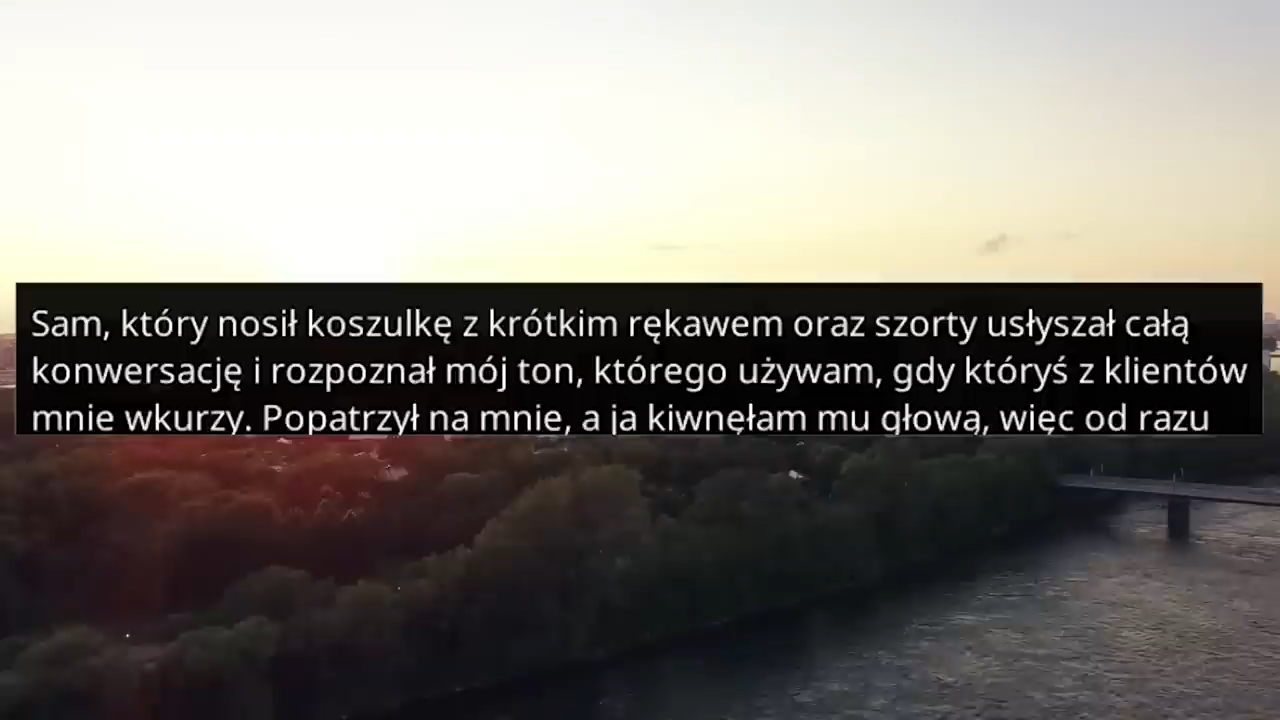 Sam, który nosił koszulkę z krótkim rękawem oraz szorty usłyszał całą
konwersację i rozpoznał mój ton, którego używam, gdy któryś z klientów
mnie wkurzy. Popatrzył na mnie, a ja kiwnęłam mu głową, więc od razu